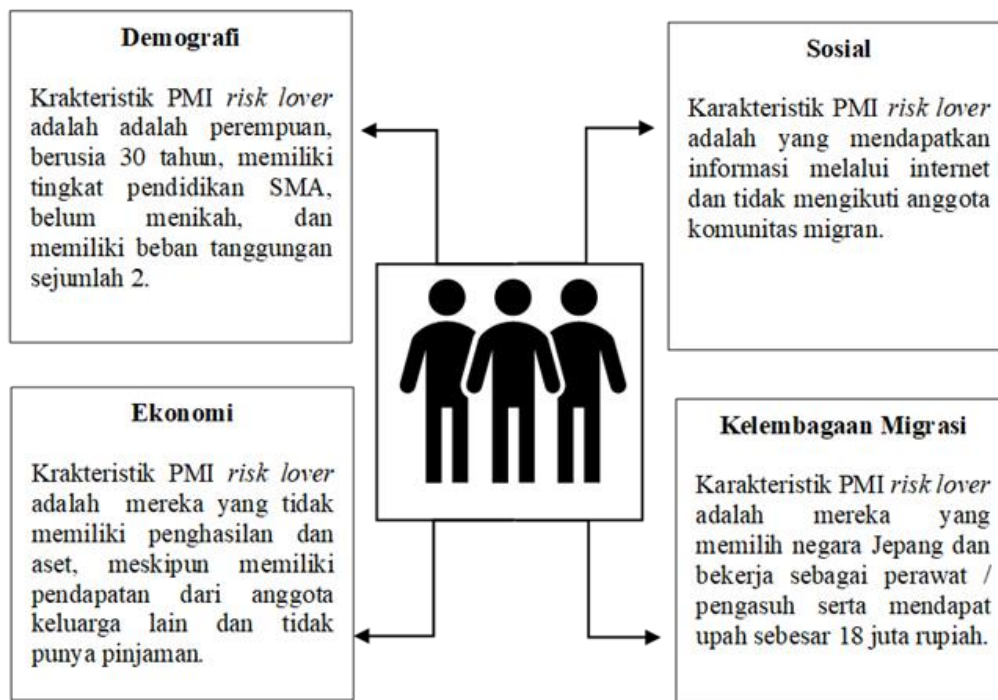 Demografi
Krakteristik PMI risk lover
adalah adalah perempuan,
berusia 30 tahun, memiliki
tingkat pendidikan SMA,
belum menikah, dan
memiliki beban tanggungan
sejumlah 2.
Sosial
Karakteristik PMI risk lover
adalah yang mendapatkan
informasi melalui internet
dan tidak mengikuti anggota
komunitas migran.
Ekonomi
Krakteristik PMI risk lover
adalah mereka yang tidak
memiliki penghasilan dan
aset, meskipun memiliki
pendapatan dari anggota
keluarga lain dan tidak
punya pinjaman.
Kelembagaan Migrasi
Karakteristik PMI risk lover
adalah mereka yang
memilih negara Jepang dan
bekerja sebagai perawat /
pengasuh serta mendapat
upah sebesar 18 juta rupiah.